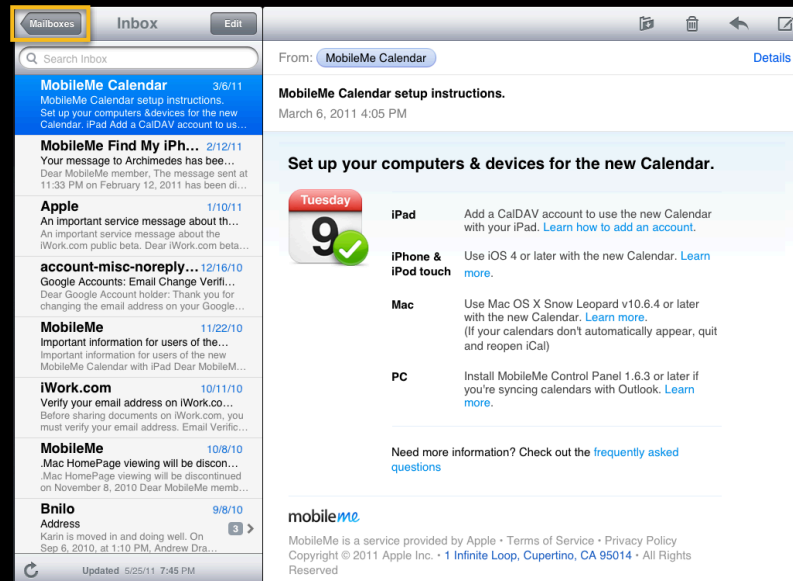 Mailboxes
Inbox
Edit
Search Inbox
MobileMe Calendar 3/6/11
MobileMe Calendar setup instructions.
Set up your computers &devices for the new
Calendar. iPad Add a CalDAV account to us...
MobileMe Find My iPh... 2/12/11
Your message to Archimedes has bee...
Dear MobileMe member, The message sent at
11:33 PM on February 12, 2011 has been di...
Apple 1/10/11
An important service message about th...
An important service message about the
iWork.com public beta. Dear iWork.com beta...
account-misc-noreply... 12/16/10
Google Accounts: Email Change Verifi...
Dear Google Account holder: Thank you for
changing the email address on your Google...
MobileMe 11/22/10
Important information for users of the...
Important information for users of the new
MobileMe Calendar with iPad Dear MobileM...
iWork.com 10/11/10
Verify your email address on iWork.co...
Before sharing documents on iWork.com, you
must verify your email address. Email Verific...
MobileMe 10/8/10
.Mac HomePage viewing will be discon...
.Mac HomePage viewing will be discontinued
on November 8, 2010 Dear MobileMe memb...
Bnilo 9/8/10
Address
Karin is moved in and doing well. On
Sep 6, 2010, at 1:10 PM, Andrew Dra...
3
Updated 5/25/11 7:45 PM
From: MobileMe Calendar
Details
MobileMe Calendar setup instructions.
March 6, 2011 4:05 PM
Set up your computers & devices for the new Calendar.
Tuesday
9
iPad Add a CalDAV account to use the new Calendar
with your iPad. Learn how to add an account.
iPhone & Use iOS 4 or later with the new Calendar. Learn
iPod touch more.
Mac Use Mac OS X Snow Leopard v10.6.4 or later
with the new Calendar. Learn more.
(If your calendars don't automatically appear, quit
and reopen iCal)
PC Install MobileMe Control Panel 1.6.3 or later if
you're syncing calendars with Outlook. Learn
more.
Need more information? Check out the frequently asked
questions
mobileme
MobileMe is a service provided by Apple • Terms of Service • Privacy Policy
Copyright © 2011 Apple Inc. • 1 Infinite Loop, Cupertino, CA 95014 • All Rights
Reserved